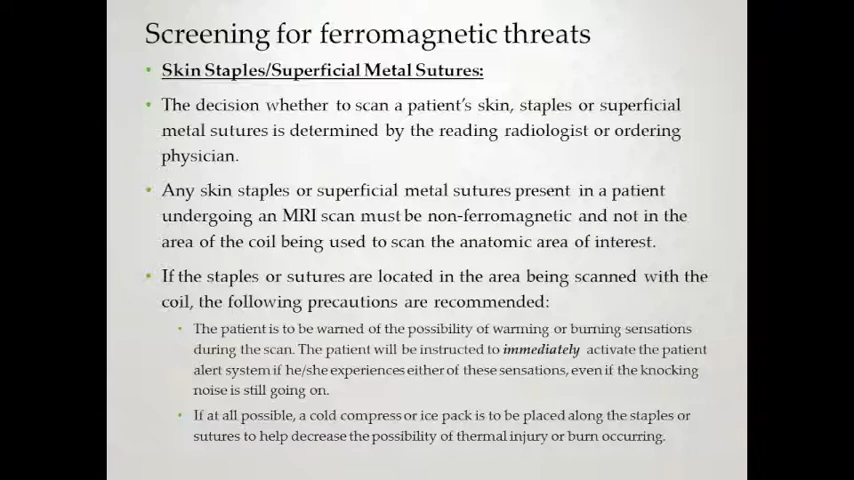 Screening for ferromagnetic threats
• Skin Staples/Superficial Metal Sutures:
• The decision whether to scan a patient's skin, staples or superficial
metal sutures is determined by the reading radiologist or ordering
physician.
• Any skin staples or superficial metal sutures present in a patient
undergoing an MRI scan must be non-ferromagnetic and not in the
area of the coil being used to scan the anatomic area of interest.
• If the staples or sutures are located in the area being scanned with the
coil, the following precautions are recommended:
• The patient is to be warned of the possibility of warming or burning sensations
during the scan. The patient will be instructed to immediately activate the patient
alert system if he/she experiences either of these sensations, even if the knocking
noise is still going on.
• If at all possible, a cold compress or ice pack is to be placed along the staples or
sutures to help decrease the possibility of thermal injury or burn occurring.